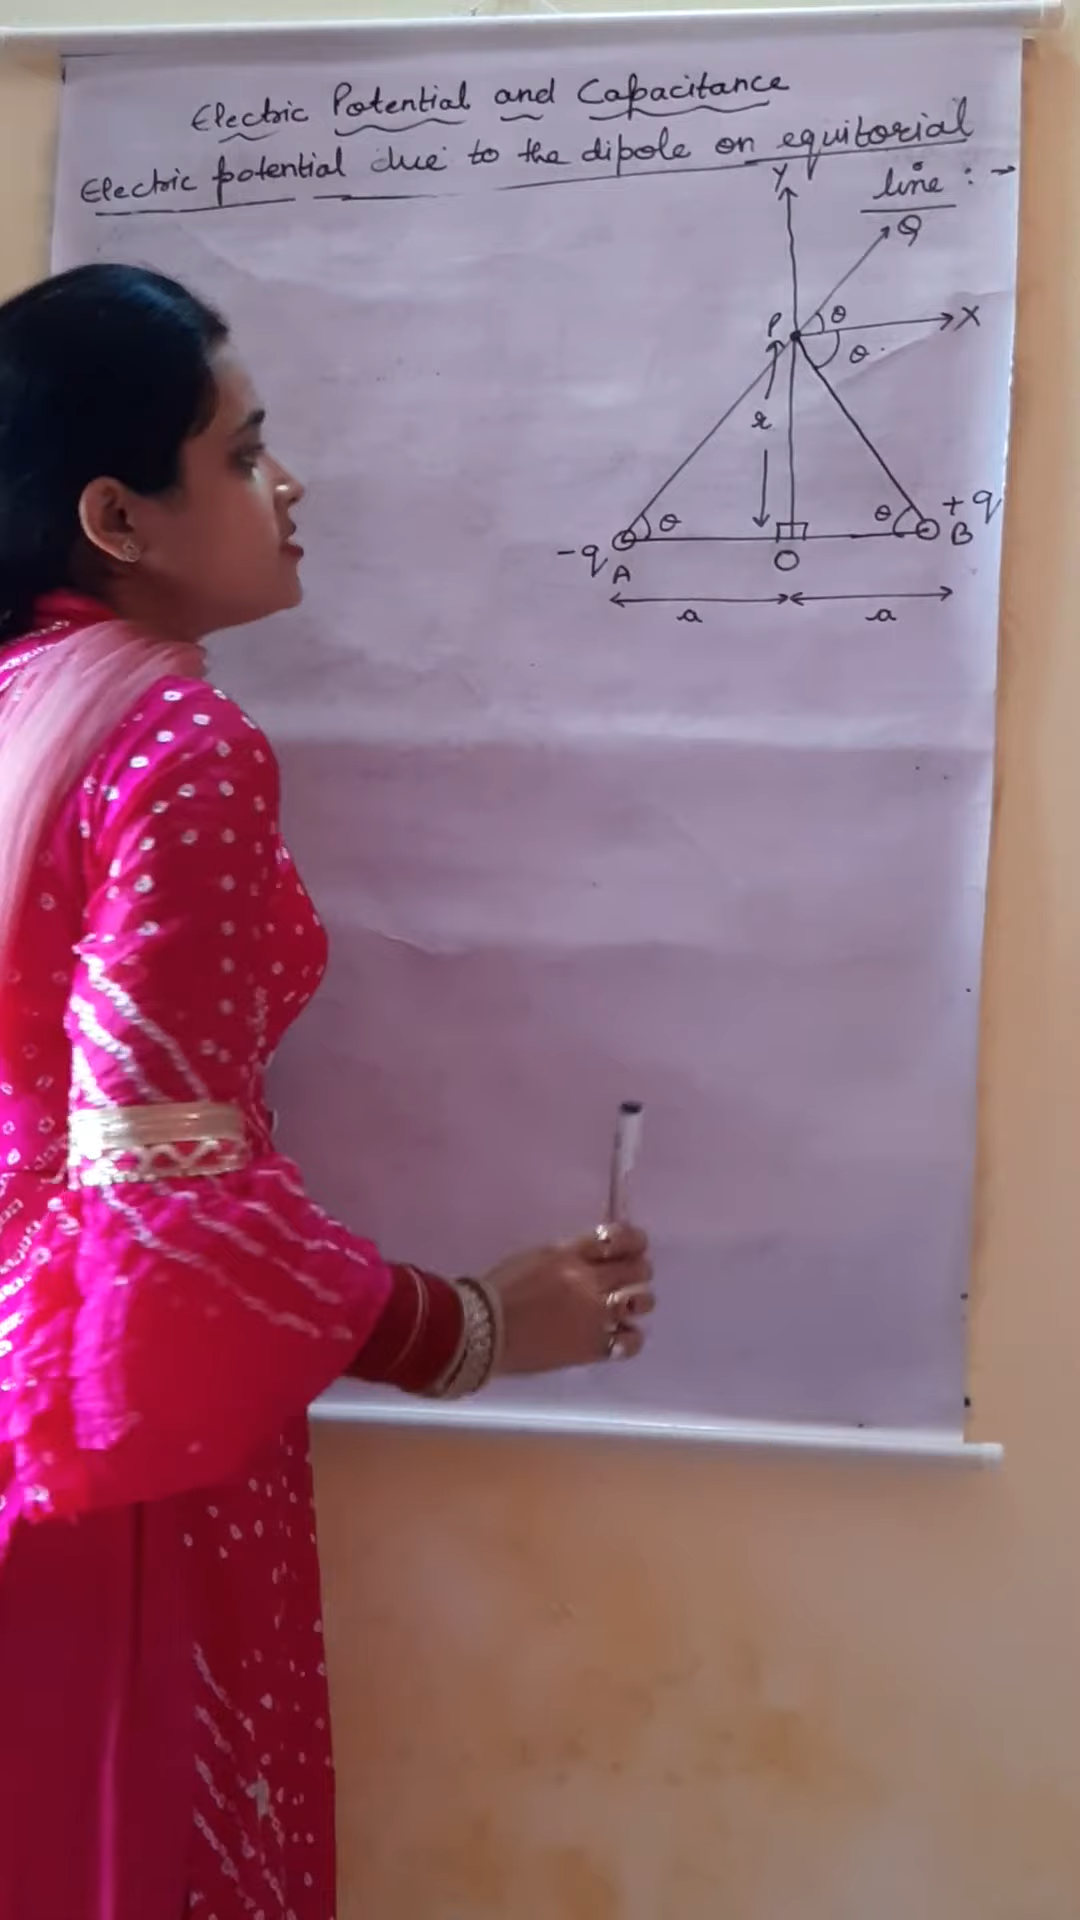 Electric Potential and Capacitance
Electric potential due to the dipole on equitorial
line : →
Y
Q
P θ X
θ
r
-q A θ O θ +q B
a a